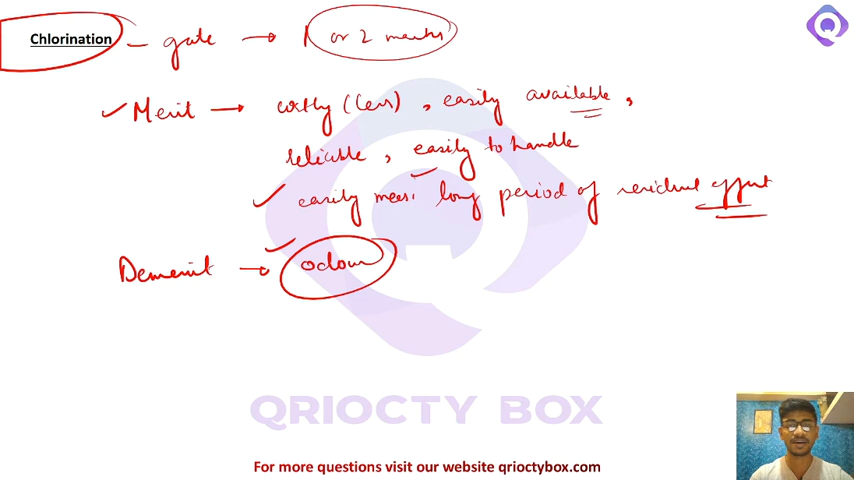 Chlorination - gate → 1 or 2 marks
✓ Merit → costly (less), easily available,
reliable, easily to handle
✓ easily meas. long period of residual effect
Demerit → odour
QRIOCTY BOX
For more questions visit our website qrioctybox.com